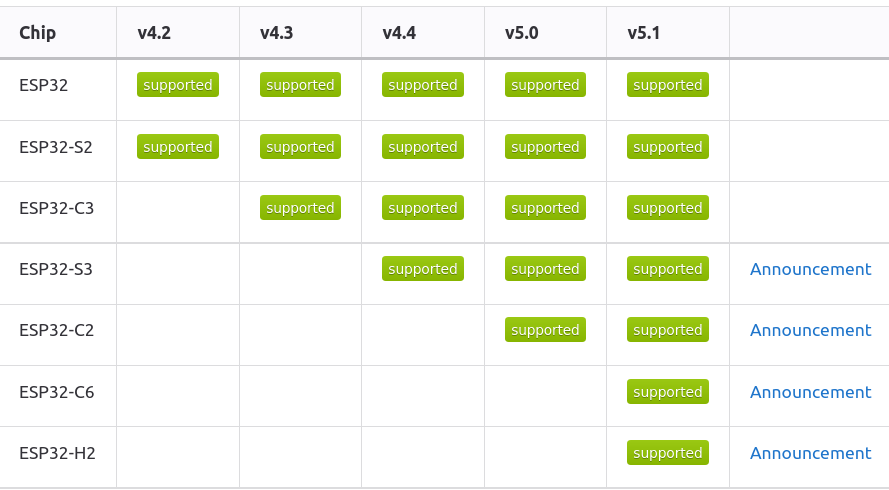 Chip v4.2 v4.3 v4.4 v5.0 v5.1
ESP32 supported supported supported supported supported
ESP32-S2 supported supported supported supported supported
ESP32-C3 supported supported supported supported
ESP32-S3 supported supported supported Announcement
ESP32-C2 supported supported Announcement
ESP32-C6 supported Announcement
ESP32-H2 supported Announcement